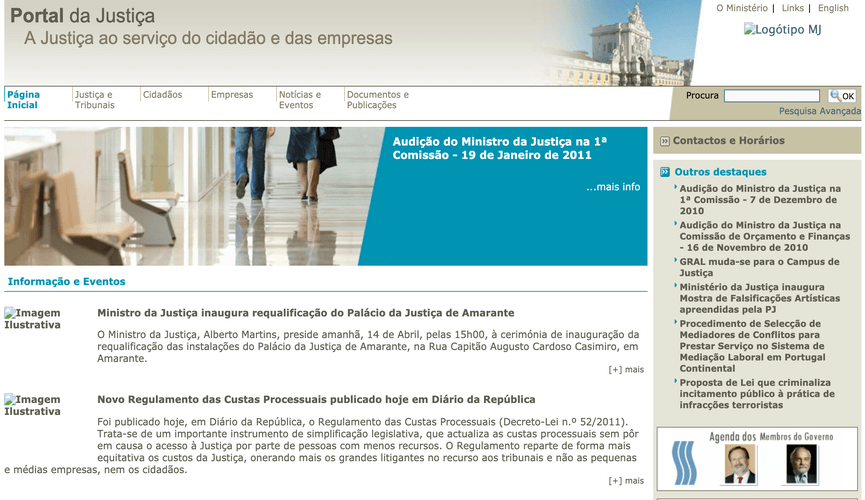 Portal da Justiça
A Justiça ao serviço do cidadão e das empresas
O Ministério | Links | English
Logótipo MJ
Página
Inicial
Justiça e
Tribunais
Cidadãos
Empresas
Notícias e
Eventos
Documentos e
Publicações
Procura
OK
Pesquisa Avançada
Audição do Ministro da Justiça na 1ª
Comissão - 19 de Janeiro de 2011
...mais info
Informação e Eventos
Imagem
Ilustrativa
Ministro da Justiça inaugura requalificação do Palácio da Justiça de Amarante
O Ministro da Justiça, Alberto Martins, preside amanhã, 14 de Abril, pelas 15h00, à cerimónia de inauguração da
requalificação das instalações do Palácio da Justiça de Amarante, na Rua Capitão Augusto Cardoso Casimiro, em
Amarante.
[+] mais
Imagem
Ilustrativa
Novo Regulamento das Custas Processuais publicado hoje em Diário da República
Foi publicado hoje, em Diário da República, o Regulamento das Custas Processuais (Decreto-Lei n.º 52/2011).
Trata-se de um importante instrumento de simplificação legislativa, que actualiza as custas processuais sem pôr
em causa o acesso à Justiça por parte de pessoas com menos recursos. O Regulamento reparte de forma mais
equitativa os custos da Justiça, onerando mais os grandes litigantes no recurso aos tribunais e não as pequenas
e médias empresas, nem os cidadãos.
[+] mais
Contactos e Horários
Outros destaques
Audição do Ministro da Justiça na
1ª Comissão - 7 de Dezembro de
2010
Audição do Ministro da Justiça na
Comissão de Orçamento e Finanças
- 16 de Novembro de 2010
GRAL muda-se para o Campus de
Justiça
Ministério da Justiça inaugura
Mostra de Falsificações Artísticas
apreendidas pela PJ
Procedimento de Selecção de
Mediadores de Conflitos para
Prestar Serviço no Sistema de
Mediação Laboral em Portugal
Continental
Proposta de Lei que criminaliza
incitamento público à prática de
infracções terroristas
Agenda dos Membros do Governo